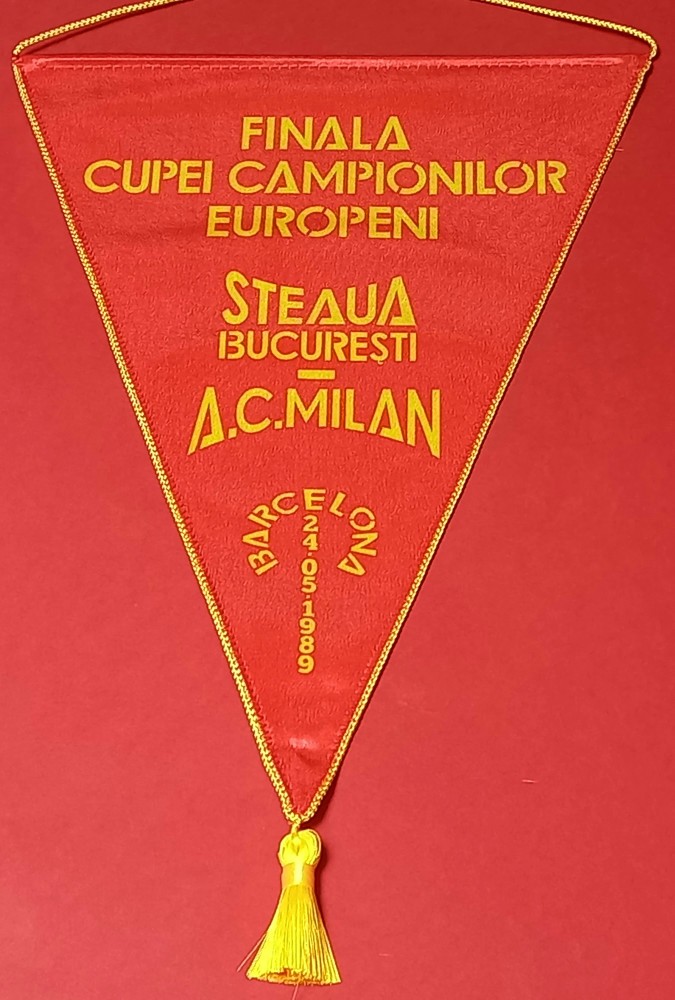 FINALA
CUPEI CAMPIONILOR
EUROPENI
STEAUA
BUCUREȘTI
–
A.C.MILAN
BARCELONA
24·05·1989